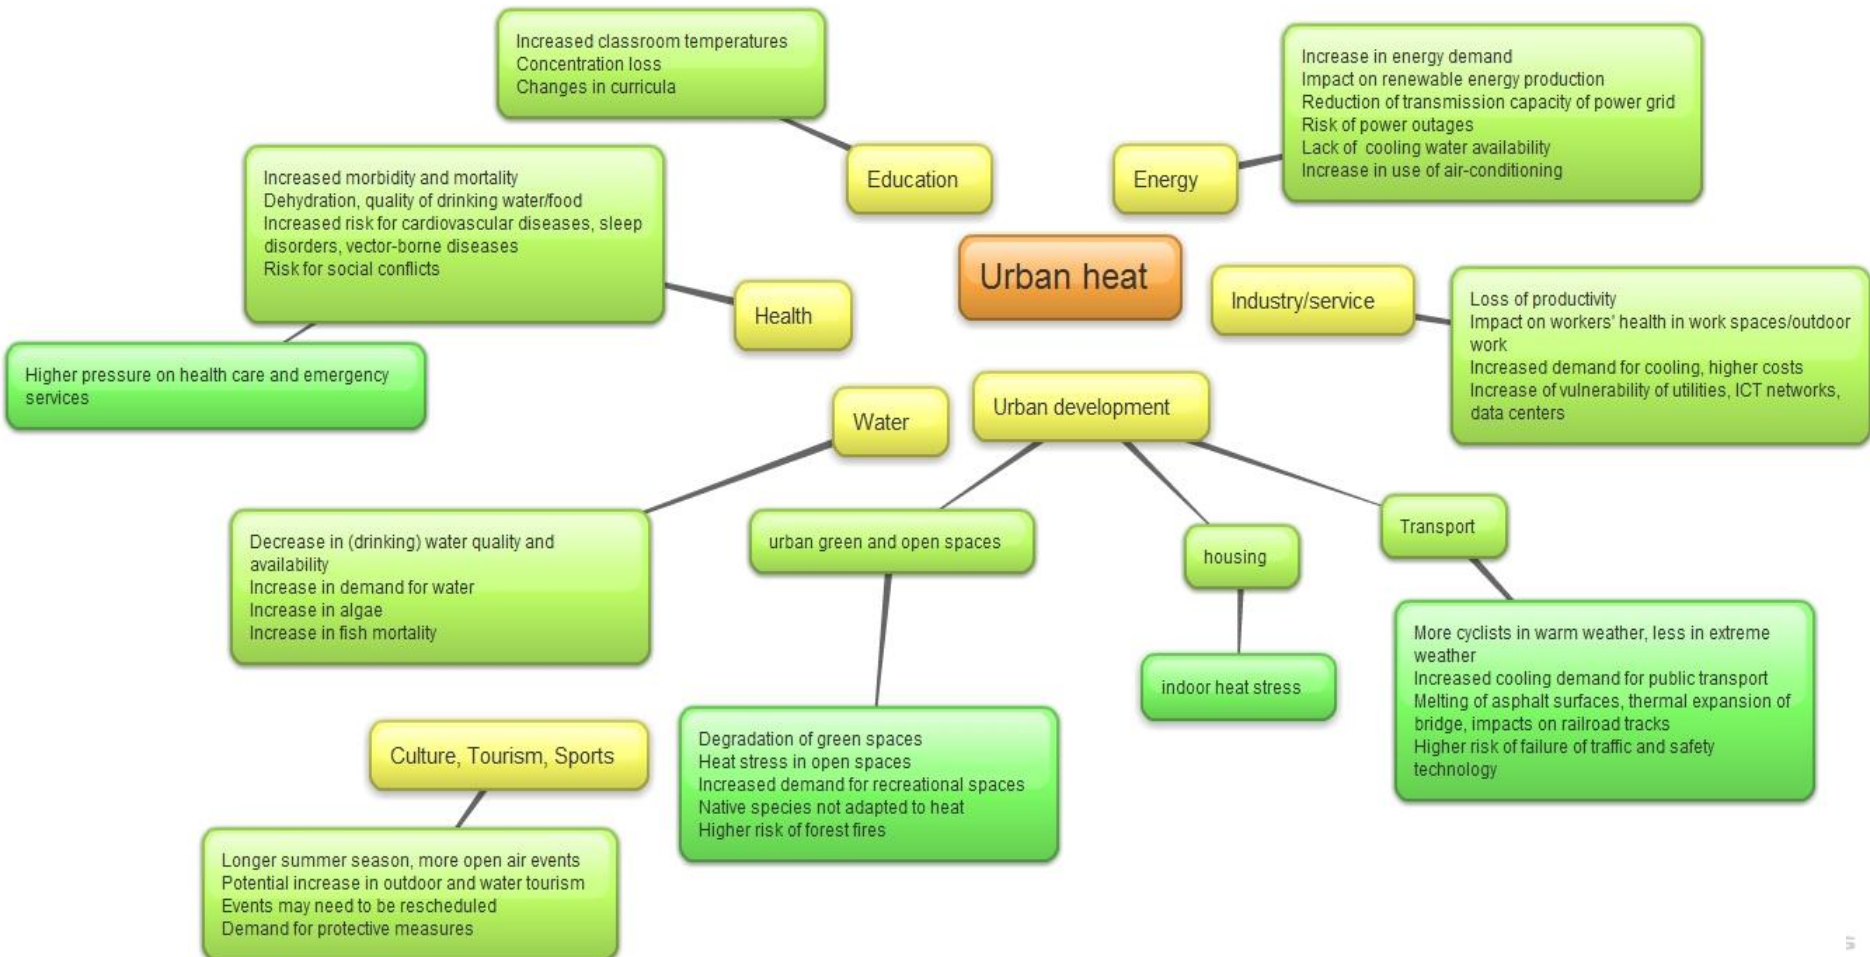 Increased classroom temperatures
Concentration loss
Changes in curricula
Education
Increase in energy demand
Impact on renewable energy production
Reduction of transmission capacity of power grid
Risk of power outages
Lack of cooling water availability
Increase in use of air-conditioning
Energy
Increased morbidity and mortality
Dehydration, quality of drinking water/food
Increased risk for cardiovascular diseases, sleep
disorders, vector-borne diseases
Risk for social conflicts
Health
Higher pressure on health care and emergency
services
Urban heat
Industry/service
Loss of productivity
Impact on workers' health in work spaces/outdoor
work
Increased demand for cooling, higher costs
Increase of vulnerability of utilities, ICT networks,
data centers
Water
Decrease in (drinking) water quality and
availability
Increase in demand for water
Increase in algae
Increase in fish mortality
Urban development
urban green and open spaces
Degradation of green spaces
Heat stress in open spaces
Increased demand for recreational spaces
Native species not adapted to heat
Higher risk of forest fires
housing
indoor heat stress
Transport
More cyclists in warm weather, less in extreme
weather
Increased cooling demand for public transport
Melting of asphalt surfaces, thermal expansion of
bridge, impacts on railroad tracks
Higher risk of failure of traffic and safety
technology
Culture, Tourism, Sports
Longer summer season, more open air events
Potential increase in outdoor and water tourism
Events may need to be rescheduled
Demand for protective measures